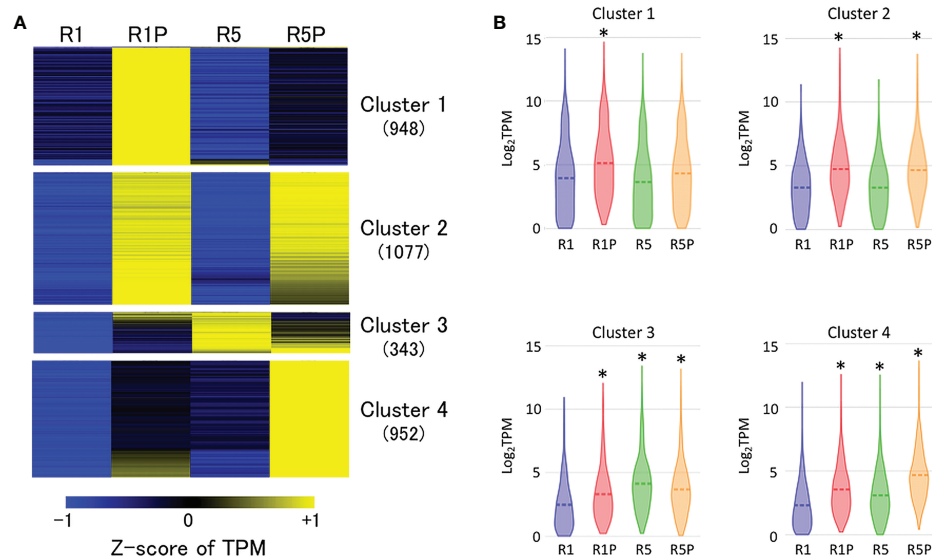 A
R1 R1P R5 R5P
Cluster 1
(948)
Cluster 2
(1077)
Cluster 3
(343)
Cluster 4
(952)
−1 0 +1
Z−score of TPM
B
Cluster 1
15
10
5
0
Log2TPM
*
R1 R1P R5 R5P
Cluster 2
15
10
5
0
Log2TPM
* *
R1 R1P R5 R5P
Cluster 3
15
10
5
0
Log2TPM
* * *
R1 R1P R5 R5P
Cluster 4
15
10
5
0
Log2TPM
* * *
R1 R1P R5 R5P